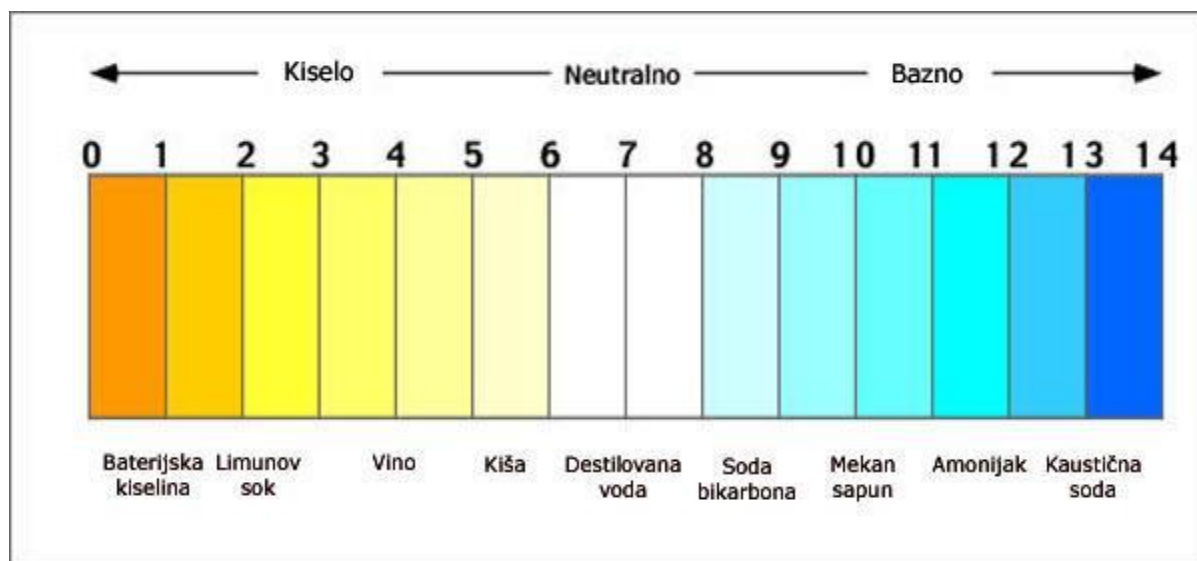 Kiselo Neutralno Bazno
0 1 2 3 4 5 6 7 8 9 10 11 12 13 14
Baterijska kiselina
Limunov sok
Vino
Kiša
Destilovana voda
Soda bikarbona
Mekan sapun
Amonijak
Kaustična soda